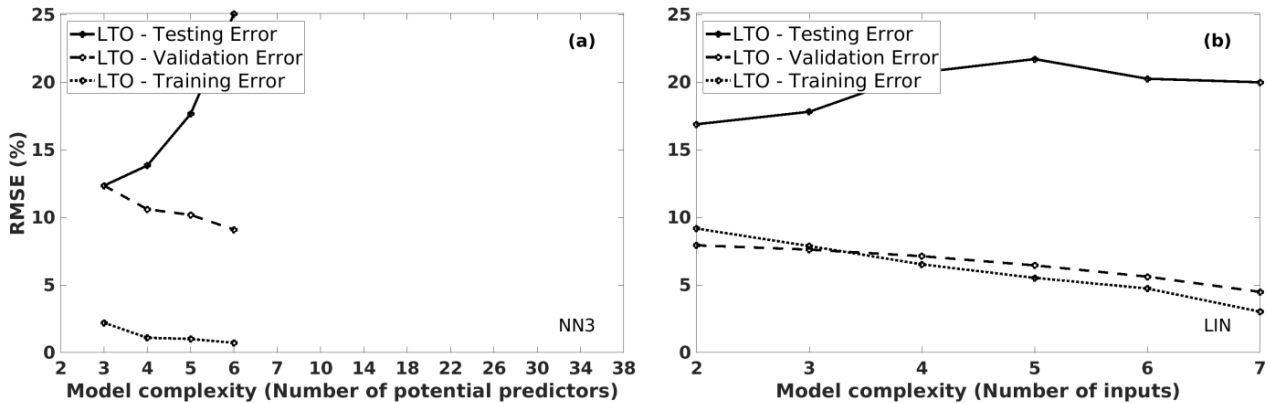 25
20
15
10
5
0
RMSE (%)
LTO - Testing Error
LTO - Validation Error
LTO - Training Error
(a)
NN3
2 3 4 5 6 7 10 14 18 22 26 30 34 38
Model complexity (Number of potential predictors)
25
20
15
10
5
0
LTO - Testing Error
LTO - Validation Error
LTO - Training Error
(b)
LIN
2 3 4 5 6 7
Model complexity (Number of inputs)